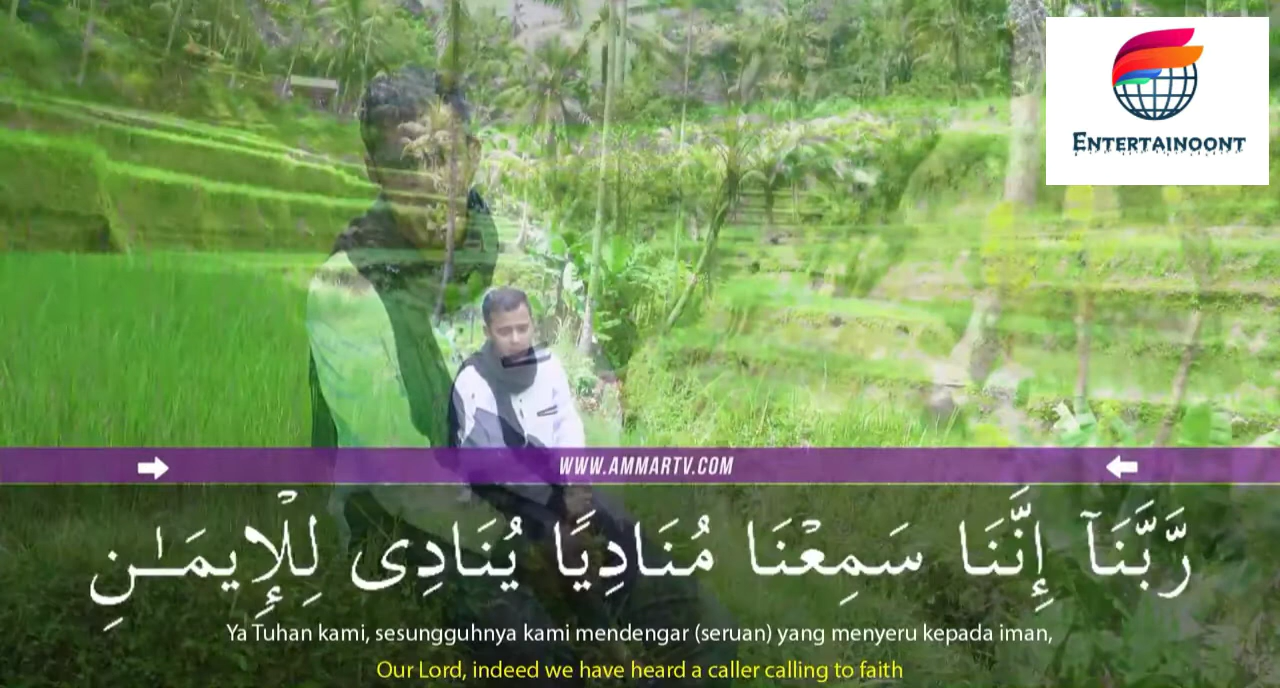 ENTERTAINOONT
WWW.AMMARTV.COM
رَّبَّنَآ إِنَّنَا سَمِعْنَا مُنَادِيًا يُنَادِى لِلْإِيمَـٰنِ
Ya Tuhan kami, sesungguhnya kami mendengar (seruan) yang menyeru kepada iman,
Our Lord, indeed we have heard a caller calling to faith